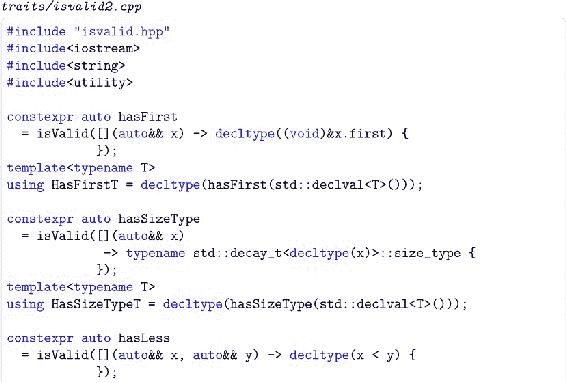 traits/isvalid2.cpp
#include "isvalid.hpp"
#include<iostream>
#include<string>
#include<utility>
constexpr auto hasFirst
= isValid([](auto&& x) -> decltype((void)&x.first) {
});
template<typename T>
using HasFirstT = decltype(hasFirst(std::declval<T>()));
constexpr auto hasSizeType
= isValid([](auto&& x)
-> typename std::decay_t<decltype(x)>::size_type {
});
template<typename T>
using HasSizeTypeT = decltype(hasSizeType(std::declval<T>()));
constexpr auto hasLess
= isValid([](auto&& x, auto&& y) -> decltype(x < y) {
});